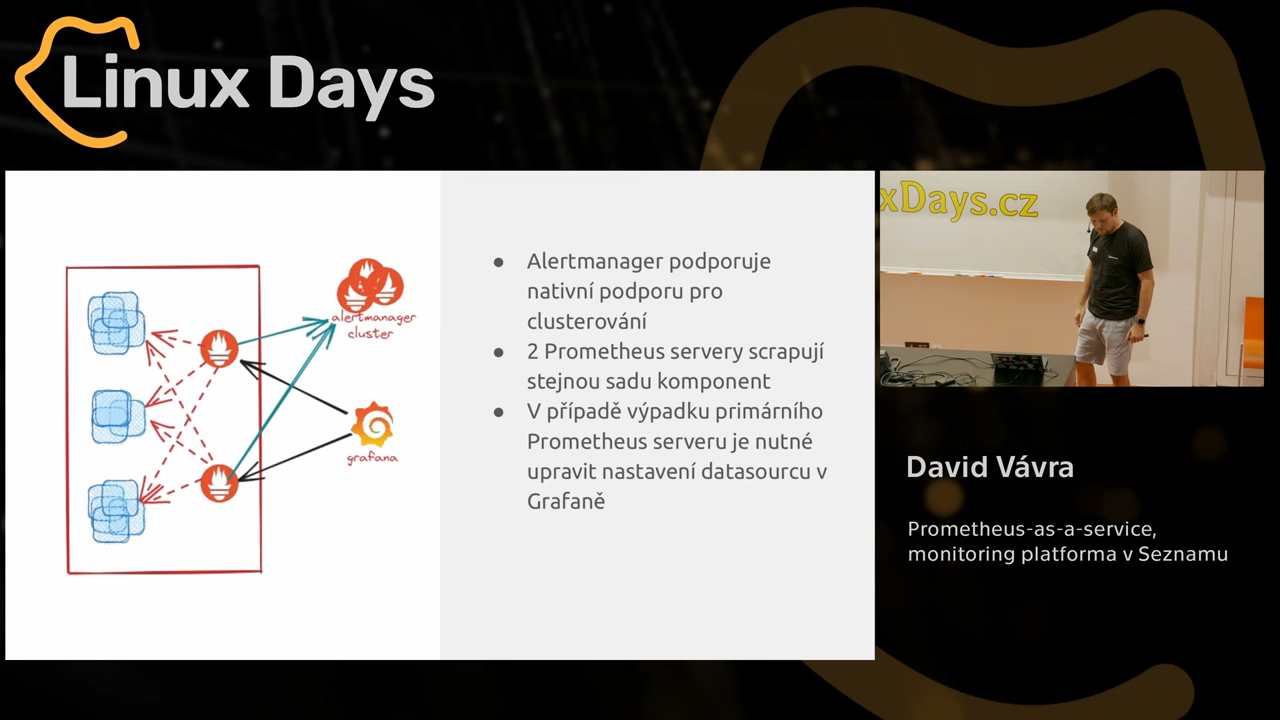 Linux Days
alertmanager
cluster
grafana
● Alertmanager podporuje
nativní podporu pro
clusterování
● 2 Prometheus servery scrapují
stejnou sadu komponent
● V případě výpadku primárního
Prometheus serveru je nutné
upravit nastavení datasourcu v
Grafaně
xDays.cz
David Vávra
Prometheus-as-a-service,
monitoring platforma v Seznamu